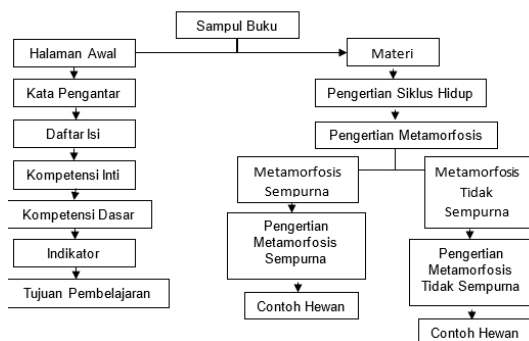 Sampul Buku
Halaman Awal
Kata Pengantar
Daftar Isi
Kompetensi Inti
Kompetensi Dasar
Indikator
Tujuan Pembelajaran
Materi
Pengertian Siklus Hidup
Pengertian Metamorfosis
Metamorfosis
Sempurna
Pengertian
Metamorfosis
Sempurna
Contoh Hewan
Metamorfosis
Tidak
Sempurna
Pengertian
Metamorfosis
Tidak Sempurna
Contoh Hewan